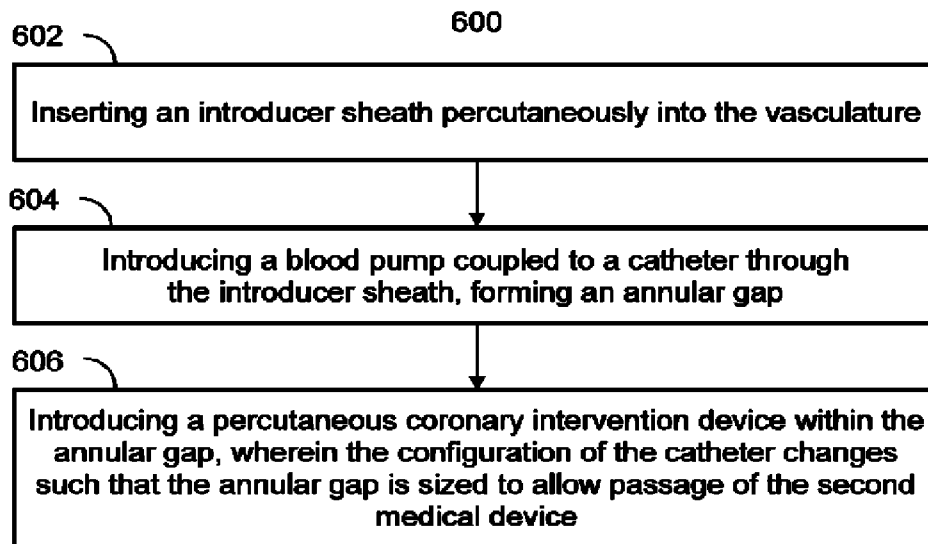 600
602
Inserting an introducer sheath percutaneously into the vasculature
604
Introducing a blood pump coupled to a catheter through
the introducer sheath, forming an annular gap
606
Introducing a percutaneous coronary intervention device within the
annular gap, wherein the configuration of the catheter changes
such that the annular gap is sized to allow passage of the second
medical device